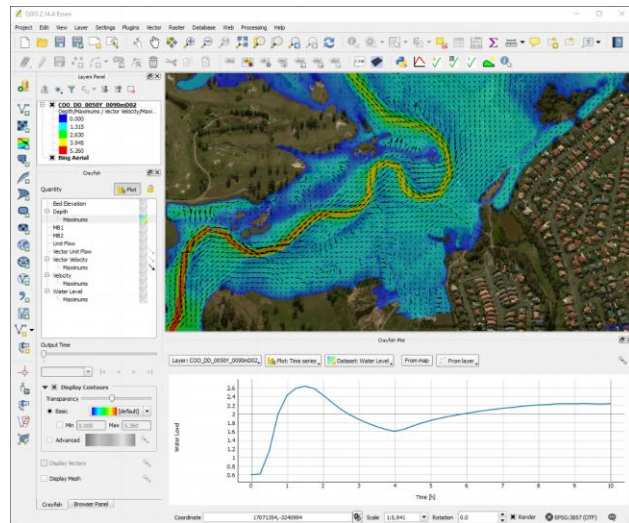 QGIS 2.14.4-Essen
Project Edit View Layer Settings Plugins Vector Raster Database Web Processing Help
Layers Panel
COO_DD_0050Y_0090mD02
Depth/Maximums / Vector Velocity/Maxi...
0.000
1.315
2.630
3.945
5.260
Bing Aerial
Crayfish
Quantity Plot
Bed Elevation
Depth
Maximums
MB1
MB2
Unit Flow
Vector Unit Flow
Vector Velocity
Maximums
Velocity
Maximums
Water Level
Maximums
Output Time
Display Contours
Transparency
Basic [default]
Min 0.000 Max 5.260
Advanced
Display Vectors
Display Mesh
Crayfish Browser Panel
Crayfish Plot
Layer: COO_DD_0050Y_0090mD02 Plot: Time series Dataset: Water Level From map From layer
Water Level
2.6
2.4
2.2
2
1.8
1.6
1.4
1.2
1
0.8
0.6
0 1 2 3 4 5 6 7 8 9 10
Time [h]
Coordinate 17071394,-3240994 Scale 1:5,941 Rotation 0.0 Render EPSG:3857 (OTF)